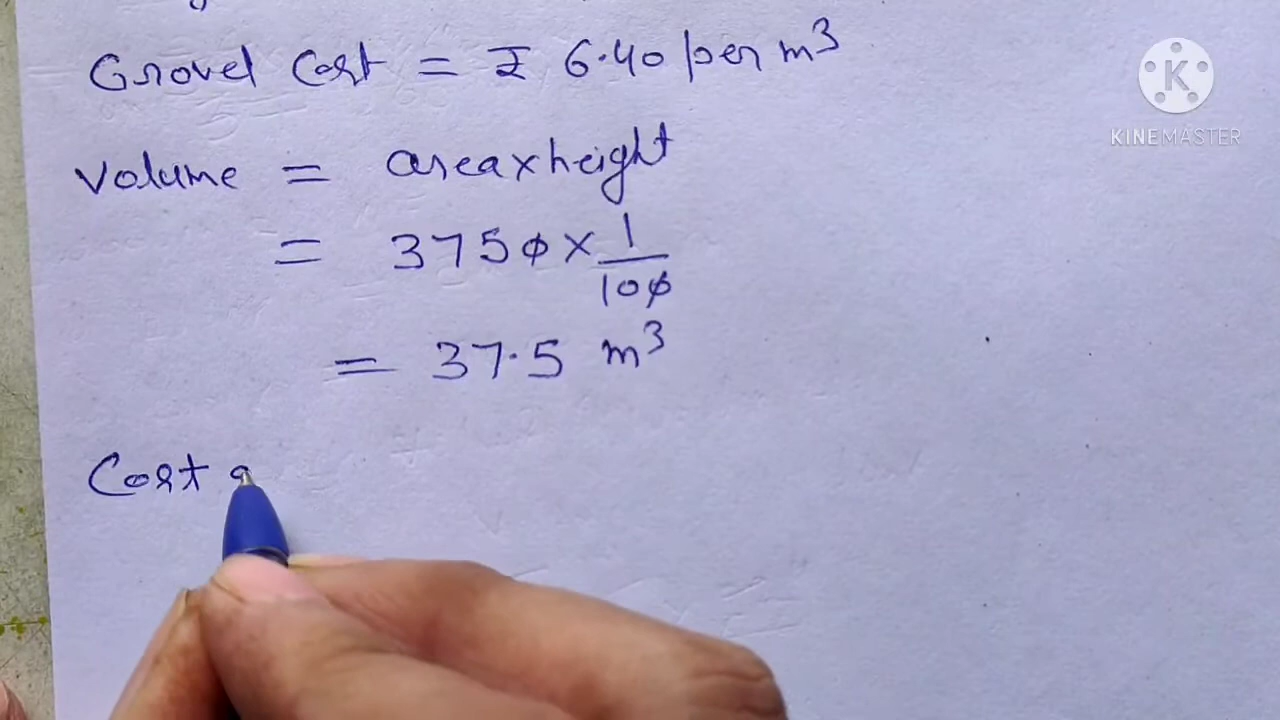 Gravel Cost = ₹ 6.40 per m³
K
KINEMASTER
Volume = area x height
= 3750 x 1/100
= 37.5 m³
Cost